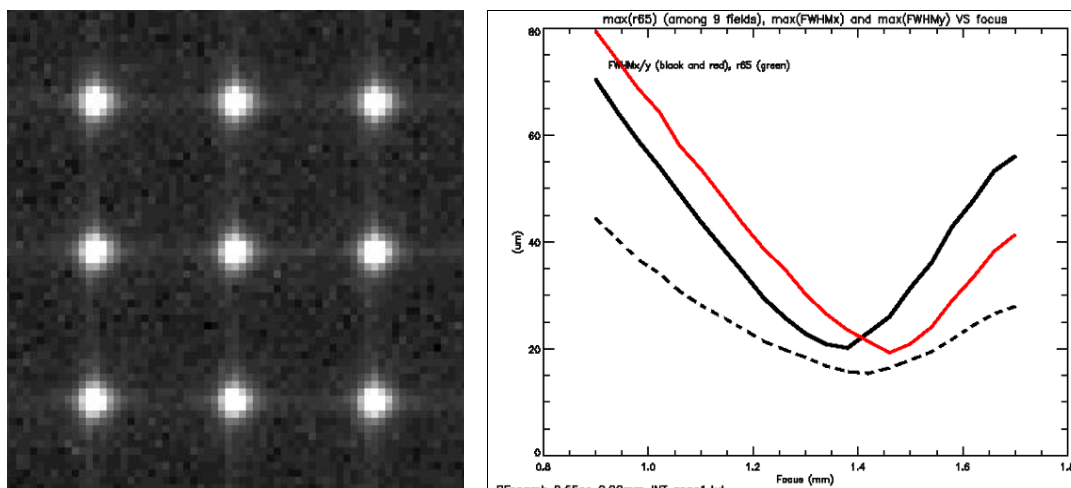 max(r65) (among 9 fields), max(FWHMx) and max(FWHMy) VS focus
80
FWHMx/y (black and red), r65 (green)
60
(um)
40
20
0
0.8 1.0 1.2 1.4 1.6 1.8
Focus (mm)